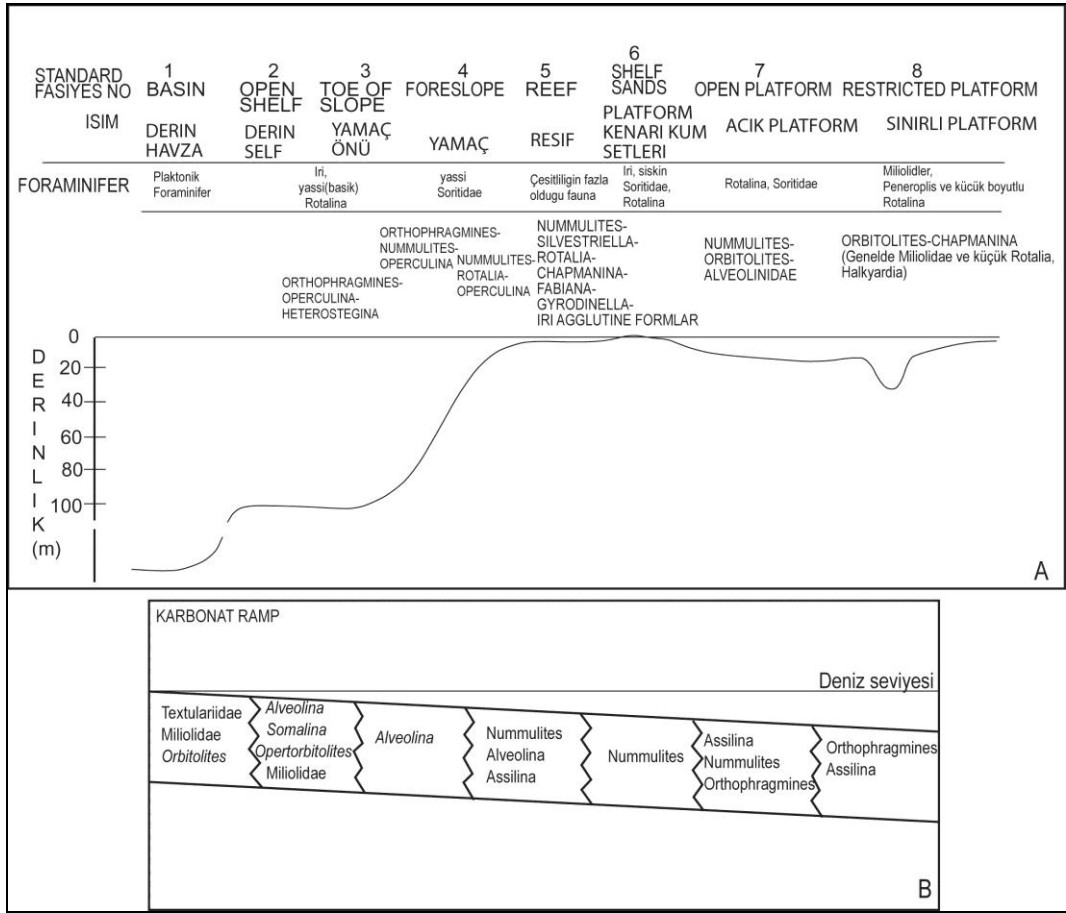 STANDARD
FASIYES NO
ISIM
1
BASIN
DERIN
HAVZA
2
OPEN
SHELF
DERIN
SELF
3
TOE OF
SLOPE
YAMAÇ
ÖNÜ
4
FORESLOPE
YAMAÇ
5
REEF
RESIF
6
SHELF
SANDS
PLATFORM
KENARI KUM
SETLERI
7
OPEN PLATFORM
ACIK PLATFORM
8
RESTRICTED PLATFORM
SINIRLI PLATFORM
FORAMINIFER
Plaktonik
Foraminifer
Iri,
yassi(basik)
Rotalina
yassi
Soritidae
Çesitliligin fazla
oldugu fauna
Iri, siskin
Soritidae,
Rotalina
Rotalina, Soritidae
Miliolidler,
Peneroplis ve kücük boyutlu
Rotalina
ORTHOPHRAGMINES-
OPERCULINA-
HETEROSTEGINA
ORTHOPHRAGMINES-
NUMMULITES-
OPERCULINA
NUMMULITES-
ROTALIA-
OPERCULINA
NUMMULITES-
SILVESTRIELLA-
ROTALIA-
CHAPMANINA-
FABIANA-
GYRODINELLA-
IRI AGGLUTINE FORMLAR
NUMMULITES-
ORBITOLITES-
ALVEOLINIDAE
ORBITOLITES-CHAPMANINA
(Genelde Miliolidae ve küçük Rotalia,
Halkyardia)
DERINLIK
(m)
0
20
40
60
80
100
A
KARBONAT RAMP
Deniz seviyesi
Textulariidae
Miliolidae
Orbitolites
Alveolina
Somalina
Opertorbitolites
Miliolidae
Alveolina
Nummulites
Alveolina
Assilina
Nummulites
Assilina
Nummulites
Orthophragmines
Orthophragmines
Assilina
B